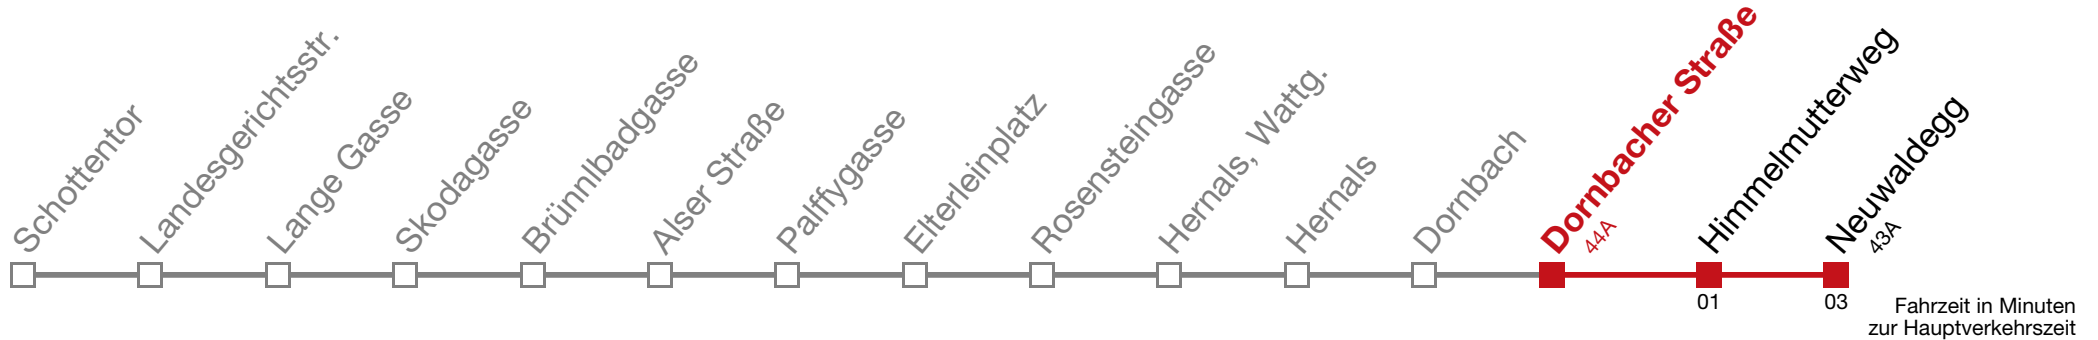 Schottentor
Landesgerichtsstr.
Lange Gasse
Skodagasse
Brünnlbadgasse
Alser Straße
Palffygasse
Elterleinplatz
Rosensteingasse
Hernals, Wattg.
Hernals
Dornbach
Dornbacher Straße
44A
Himmelmutterweg
Neuwaldegg
43A
01
03
Fahrzeit in Minuten
zur Hauptverkehrszeit